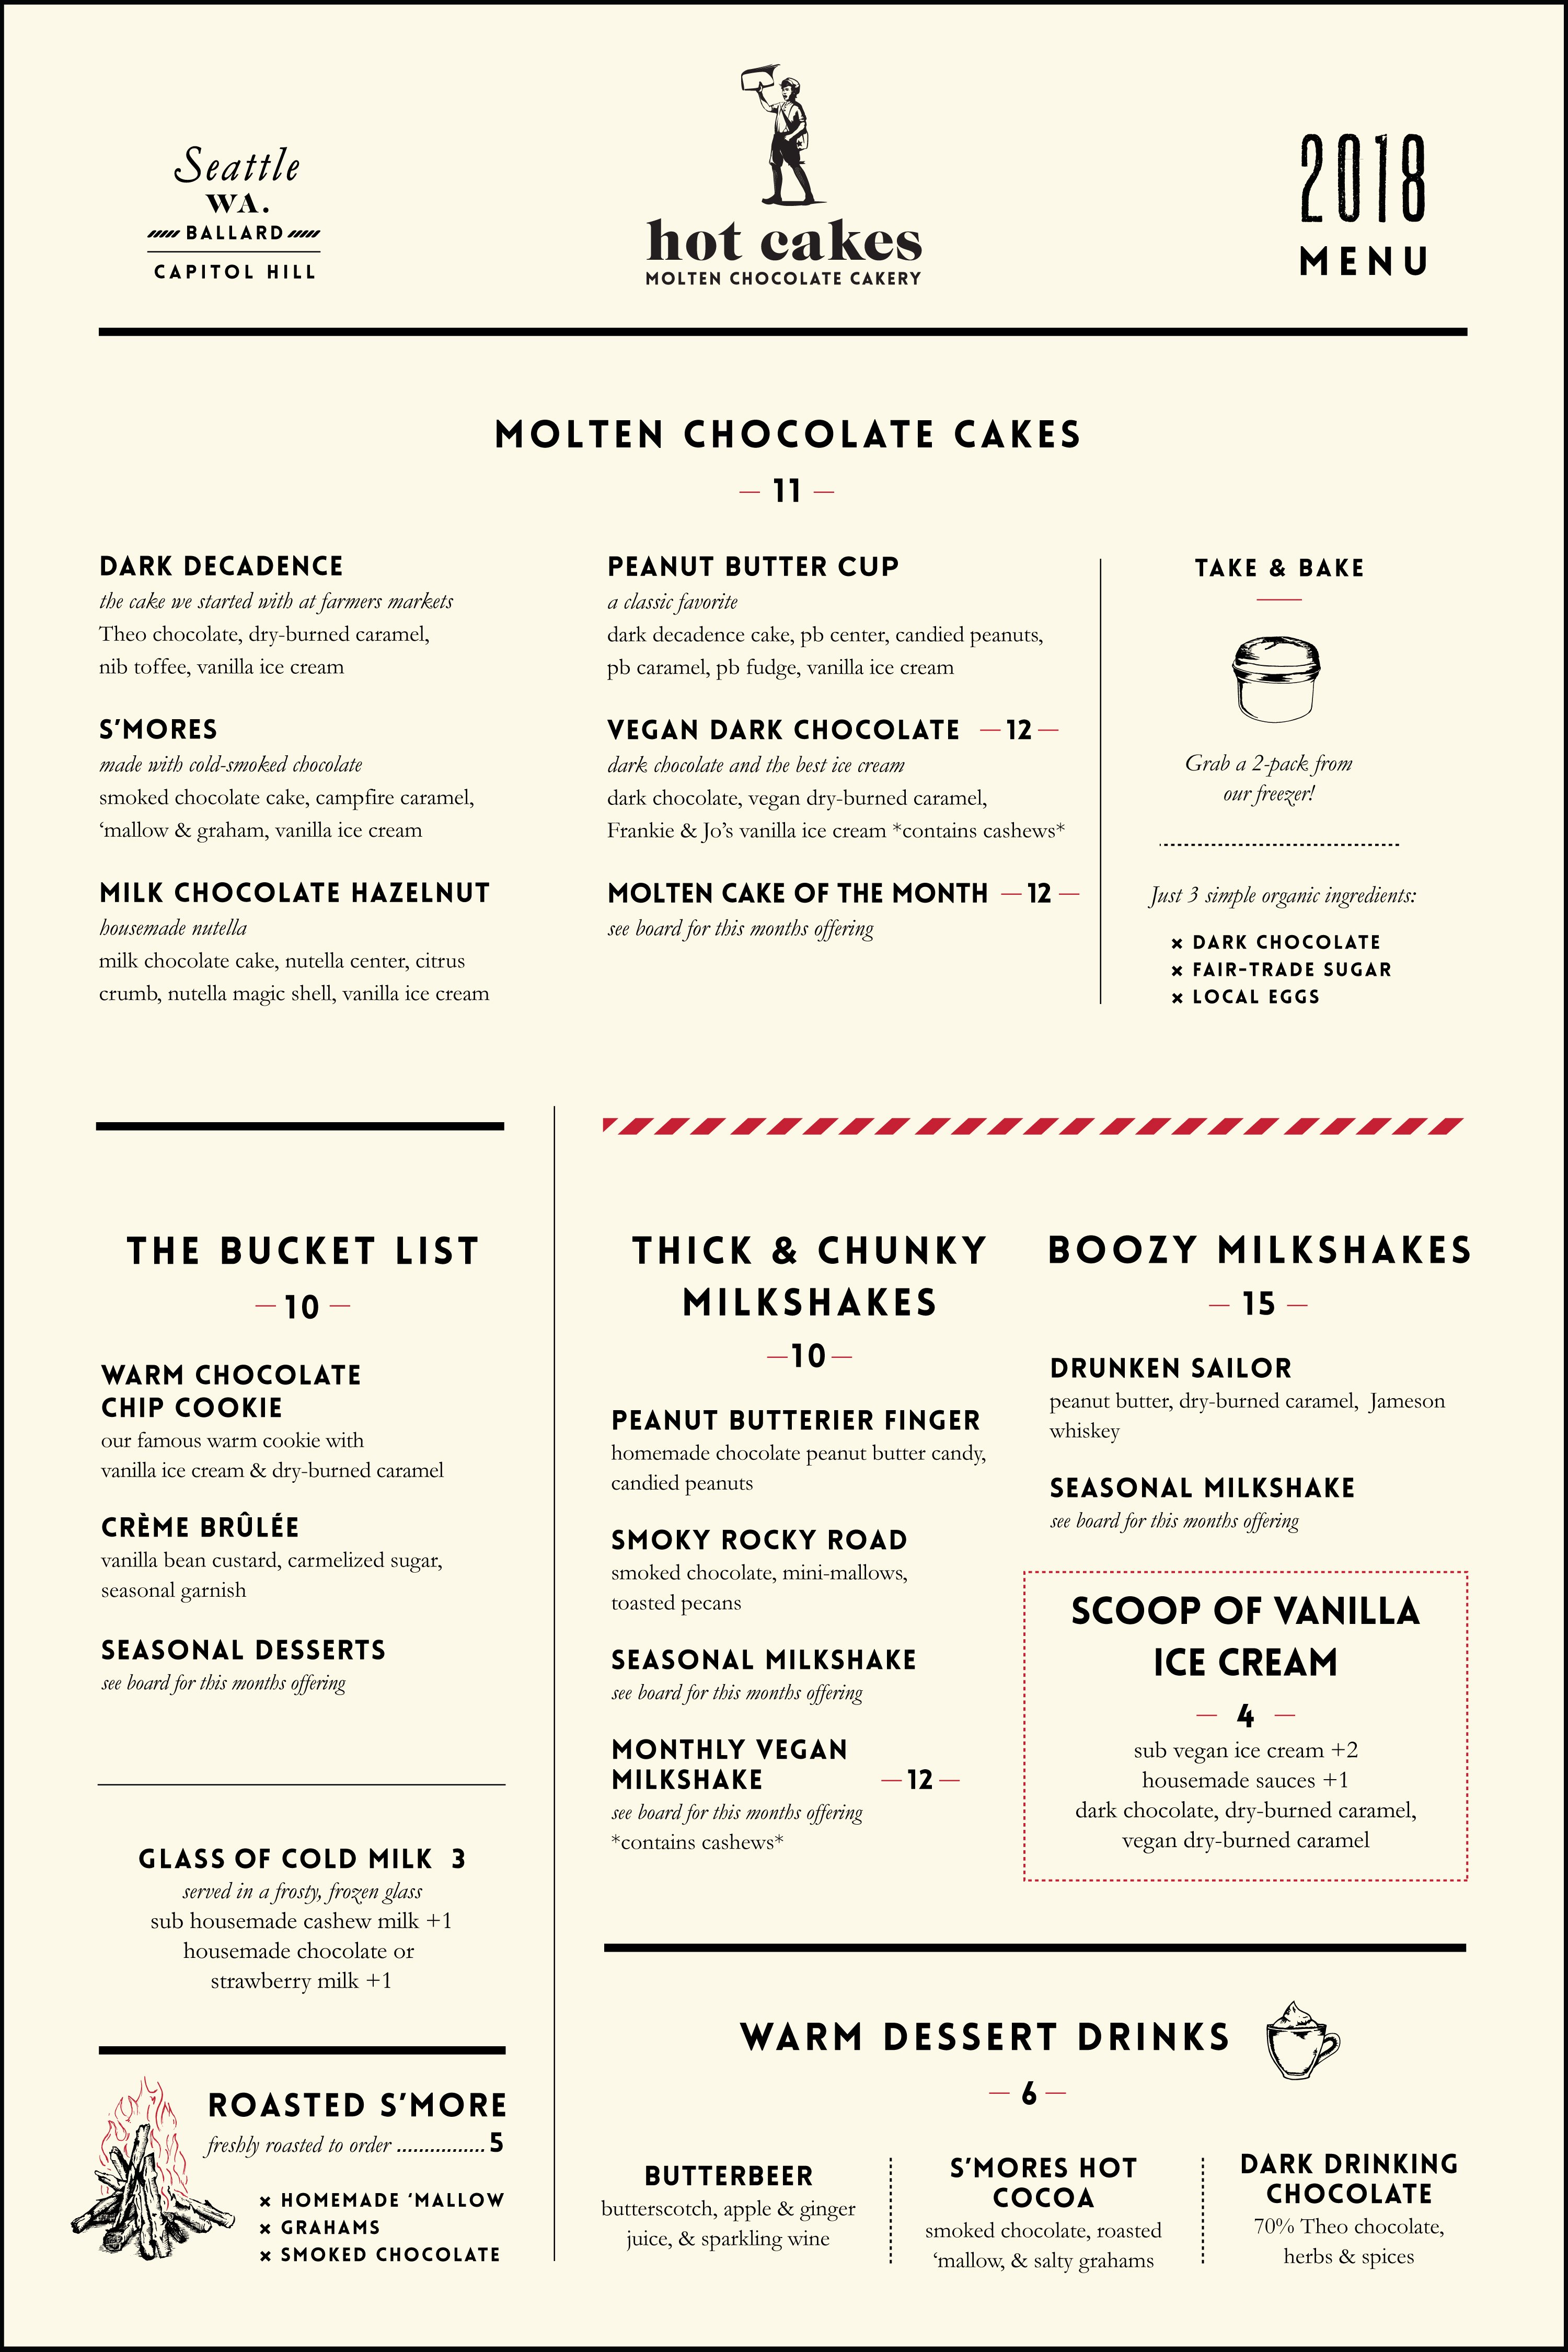 Seattle
WA.
BALLARD
CAPITOL HILL
hot cakes
MOLTEN CHOCOLATE CAKERY
2018
MENU
MOLTEN CHOCOLATE CAKES
— 11 —
DARK DECADENCE
the cake we started with at farmers markets
Theo chocolate, dry-burned caramel,
nib toffee, vanilla ice cream
S’MORES
made with cold-smoked chocolate
smoked chocolate cake, campfire caramel,
‘mallow & graham, vanilla ice cream
MILK CHOCOLATE HAZELNUT
housemade nutella
milk chocolate cake, nutella center, citrus
crumb, nutella magic shell, vanilla ice cream
PEANUT BUTTER CUP
a classic favorite
dark decadence cake, pb center, candied peanuts,
pb caramel, pb fudge, vanilla ice cream
VEGAN DARK CHOCOLATE — 12 —
dark chocolate and the best ice cream
dark chocolate, vegan dry-burned caramel,
Frankie & Jo’s vanilla ice cream *contains cashews*
MOLTEN CAKE OF THE MONTH — 12 —
see board for this months offering
TAKE & BAKE
Grab a 2-pack from
our freezer!
Just 3 simple organic ingredients:
× DARK CHOCOLATE
× FAIR-TRADE SUGAR
× LOCAL EGGS
THE BUCKET LIST
— 10 —
WARM CHOCOLATE
CHIP COOKIE
our famous warm cookie with
vanilla ice cream & dry-burned caramel
CRÈME BRÛLÉE
vanilla bean custard, carmelized sugar,
seasonal garnish
SEASONAL DESSERTS
see board for this months offering
GLASS OF COLD MILK 3
served in a frosty, frozen glass
sub housemade cashew milk +1
housemade chocolate or
strawberry milk +1
ROASTED S’MORE
freshly roasted to order ................ 5
× HOMEMADE ‘MALLOW
× GRAHAMS
× SMOKED CHOCOLATE
THICK & CHUNKY
MILKSHAKES
— 10 —
PEANUT BUTTERIER FINGER
homemade chocolate peanut butter candy,
candied peanuts
SMOKY ROCKY ROAD
smoked chocolate, mini-mallows,
toasted pecans
SEASONAL MILKSHAKE
see board for this months offering
MONTHLY VEGAN
MILKSHAKE — 12 —
see board for this months offering
*contains cashews*
BOOZY MILKSHAKES
— 15 —
DRUNKEN SAILOR
peanut butter, dry-burned caramel, Jameson
whiskey
SEASONAL MILKSHAKE
see board for this months offering
SCOOP OF VANILLA
ICE CREAM
— 4 —
sub vegan ice cream +2
housemade sauces +1
dark chocolate, dry-burned caramel,
vegan dry-burned caramel
WARM DESSERT DRINKS
— 6 —
BUTTERBEER
butterscotch, apple & ginger
juice, & sparkling wine
S’MORES HOT
COCOA
smoked chocolate, roasted
‘mallow, & salty grahams
DARK DRINKING
CHOCOLATE
70% Theo chocolate,
herbs & spices